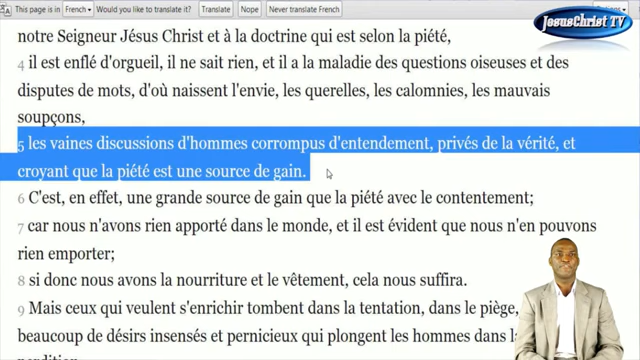 This page is in French Would you like to translate it? Translate Nope Never translate French
JesusChrist TV
notre Seigneur Jésus Christ et à la doctrine qui est selon la piété,
4 il est enflé d'orgueil, il ne sait rien, et il a la maladie des questions oiseuses et des
disputes de mots, d'où naissent l'envie, les querelles, les calomnies, les mauvais
soupçons,
5 les vaines discussions d'hommes corrompus d'entendement, privés de la vérité, et
croyant que la piété est une source de gain.
6 C'est, en effet, une grande source de gain que la piété avec le contentement;
7 car nous n'avons rien apporté dans le monde, et il est évident que nous n'en pouvons
rien emporter;
8 si donc nous avons la nourriture et le vêtement, cela nous suffira.
9 Mais ceux qui veulent s'enrichir tombent dans la tentation, dans le piège,
beaucoup de désirs insensés et pernicieux qui plongent les hommes dans la